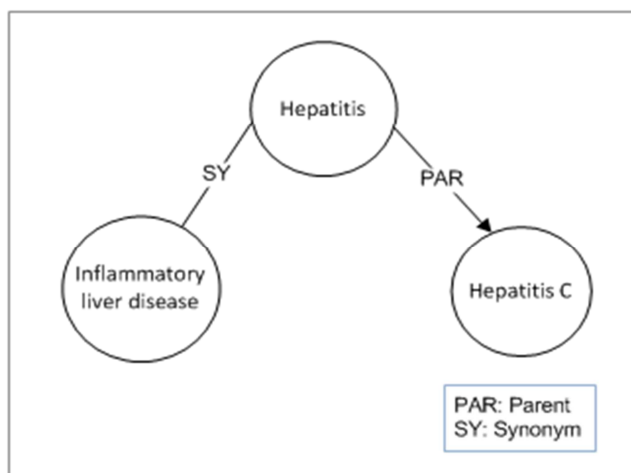 Hepatitis
SY
PAR
Inflammatory
liver disease
Hepatitis C
PAR: Parent
SY: Synonym